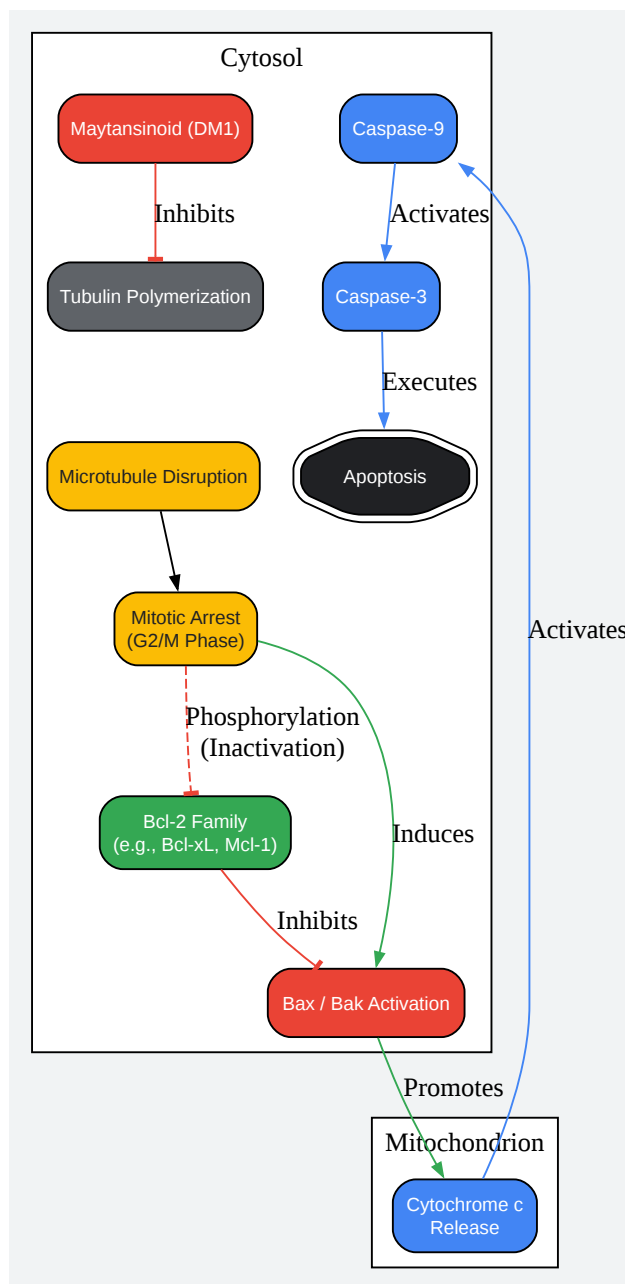 Cytosol
Maytansinoid (DM1)
Caspase-9
Inhibits
Activates
Tubulin Polymerization
Caspase-3
Executes
Microtubule Disruption
Apoptosis
Mitotic Arrest
(G2/M Phase)
Activates
Phosphorylation
(Inactivation)
Bcl-2 Family
(e.g., Bcl-xL, Mcl-1)
Induces
Inhibits
Bax / Bak Activation
Promotes
Mitochondrion
Cytochrome c
Release